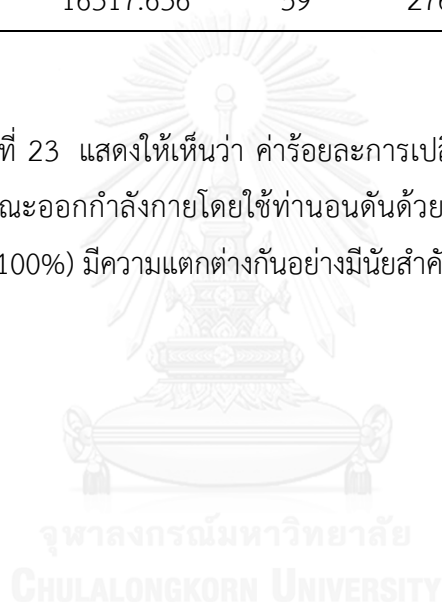 16317.656 59 276
ที่ 23 แสดงให้เห็นว่า ค่าร้อยละการเปลี
ณะออกกำลังกายโดยใช้ท่านอนดันด้วย
100%) มีความแตกต่างกันอย่างมีนัยสำคั
จุฬาลงกรณ์มหาวิทยาลัย
CHULALONGKORN UNIVERSITY